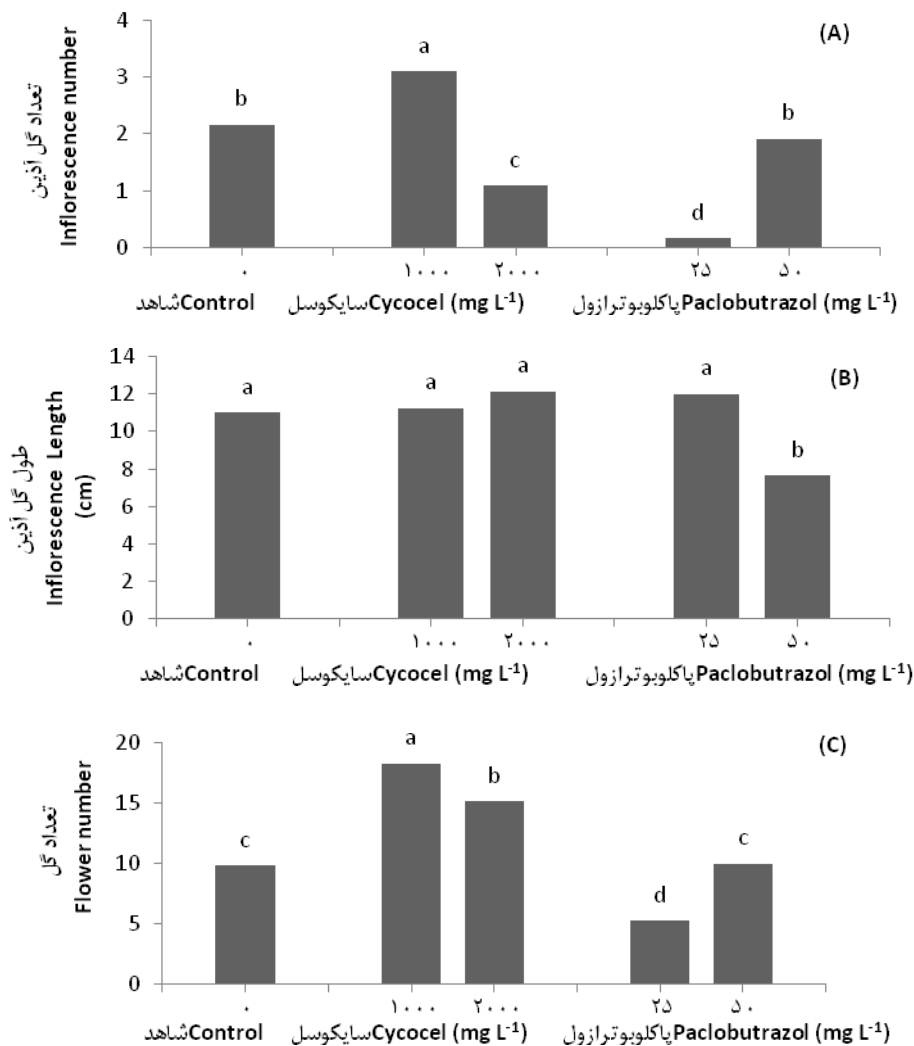 (A)
تعداد گل آذین
Inflorescence number
4
3
2
1
0
b
a
c
d
b
۰
۱۰۰۰
۲۰۰۰
۲۵
۵۰
شاهدControl
سایکوسلCycocel (mg L-1)
پاکلوبوترازولPaclobutrazol (mg L-1)
(B)
طول گل آذین
Inflorescence Length
(cm)
14
12
10
8
6
4
2
0
a
a
a
a
b
۰
۱۰۰۰
۲۰۰۰
۲۵
۵۰
شاهدControl
سایکوسلCycocel (mg L-1)
پاکلوبوترازولPaclobutrazol (mg L-1)
(C)
تعداد گل
Flower number
20
15
10
5
0
c
a
b
d
c
۰
۱۰۰۰
۲۰۰۰
۲۵
۵۰
شاهدControl
سایکوسلCycocel (mg L-1)
پاکلوبوترازولPaclobutrazol (mg L-1)